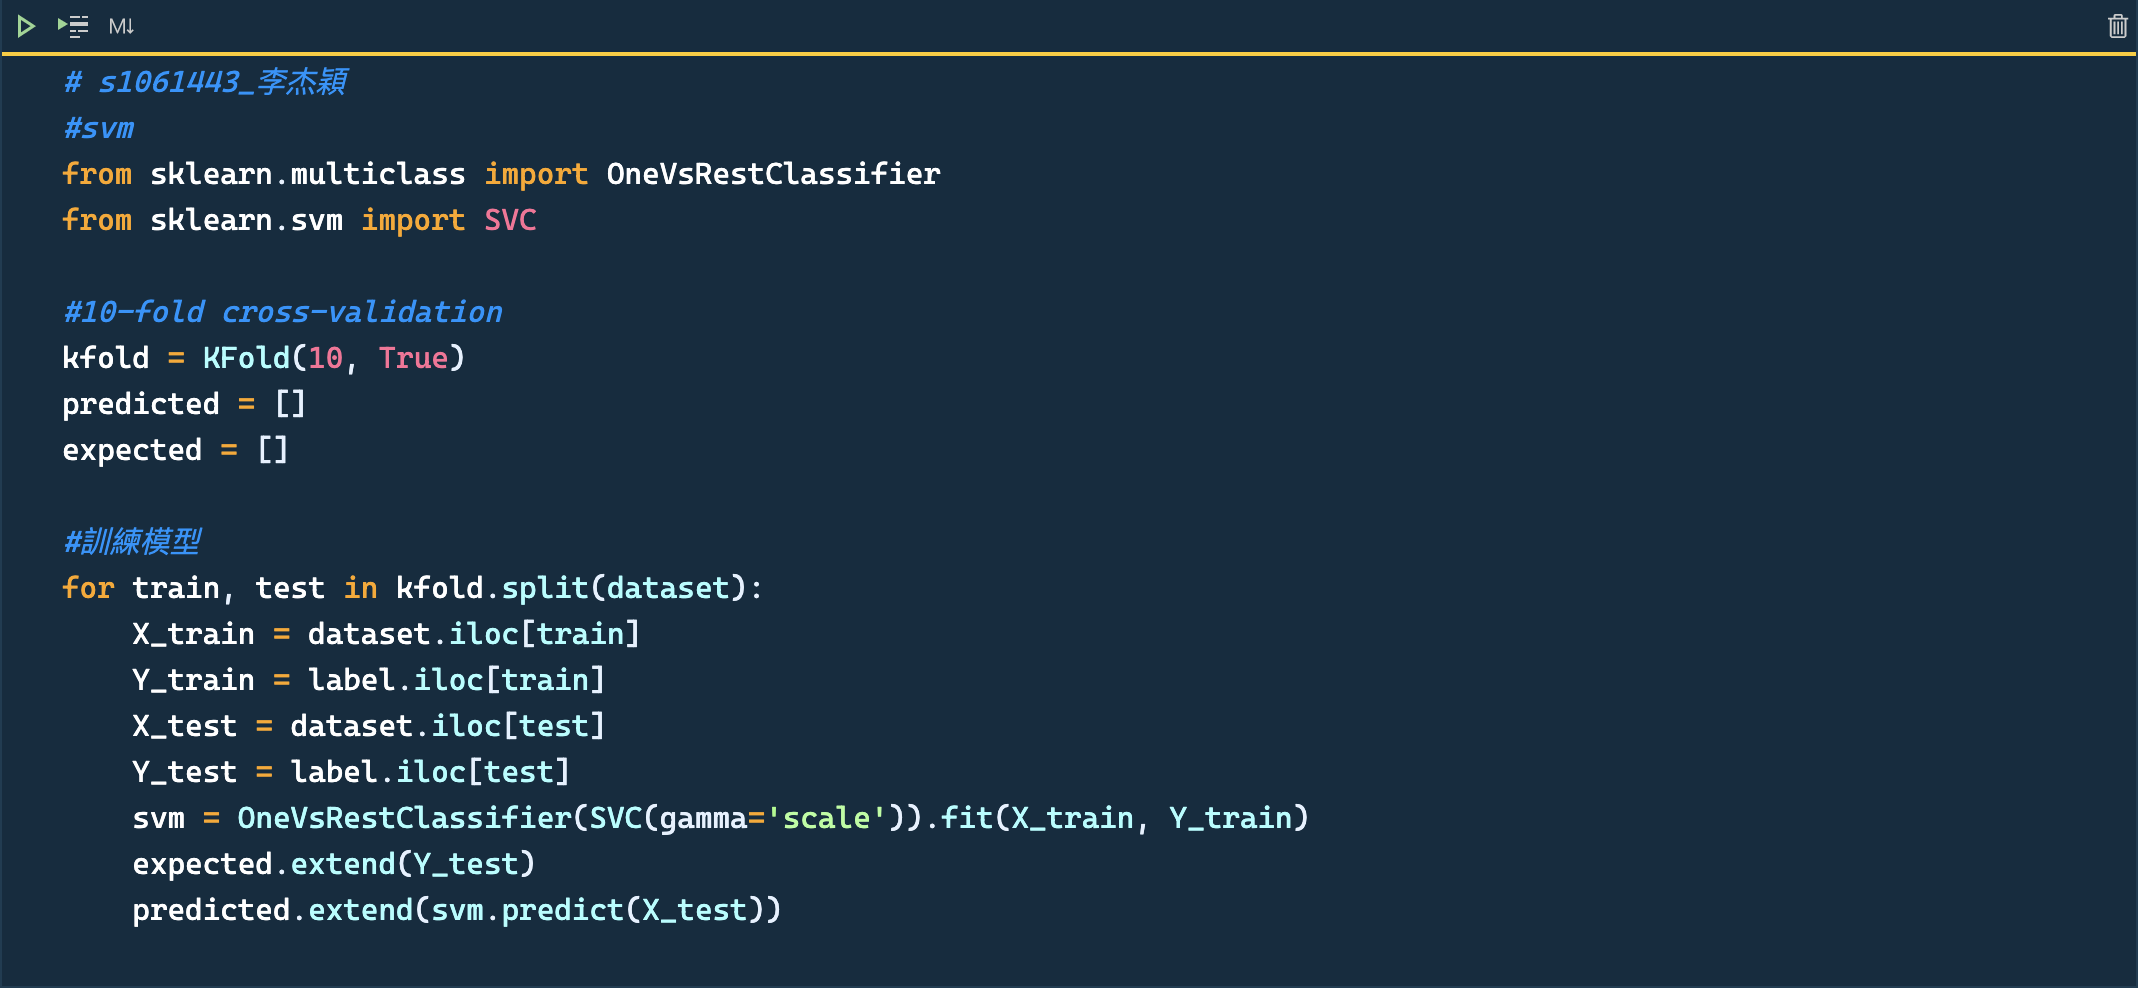 M↓
# s1061443_李杰穎
#svm
from sklearn.multiclass import OneVsRestClassifier
from sklearn.svm import SVC
#10-fold cross-validation
kfold = KFold(10, True)
predicted = []
expected = []
#訓練模型
for train, test in kfold.split(dataset):
    X_train = dataset.iloc[train]
    Y_train = label.iloc[train]
    X_test = dataset.iloc[test]
    Y_test = label.iloc[test]
    svm = OneVsRestClassifier(SVC(gamma='scale')).fit(X_train, Y_train)
    expected.extend(Y_test)
    predicted.extend(svm.predict(X_test))